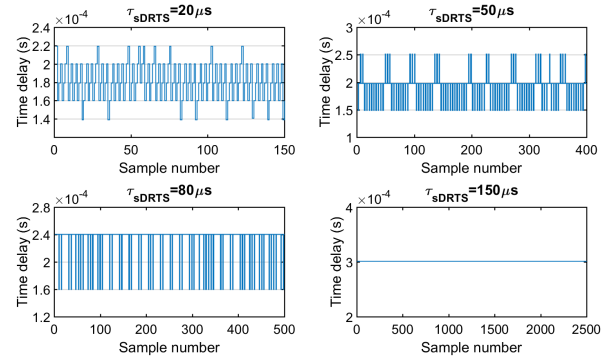 τsDRTS=20μs
×10-4
Time delay (s)
2.4
2.2
2
1.8
1.6
1.4
1.2
0 50 100 150
Sample number
τsDRTS=50μs
×10-4
Time delay (s)
3
2.5
2
1.5
1
0 100 200 300 400
Sample number
τsDRTS=80μs
×10-4
Time delay (s)
2.8
2.4
2
1.6
1.2
0 100 200 300 400 500
Sample number
τsDRTS=150μs
×10-4
Time delay (s)
4
3
2
0 500 1000 1500 2000 2500
Sample number